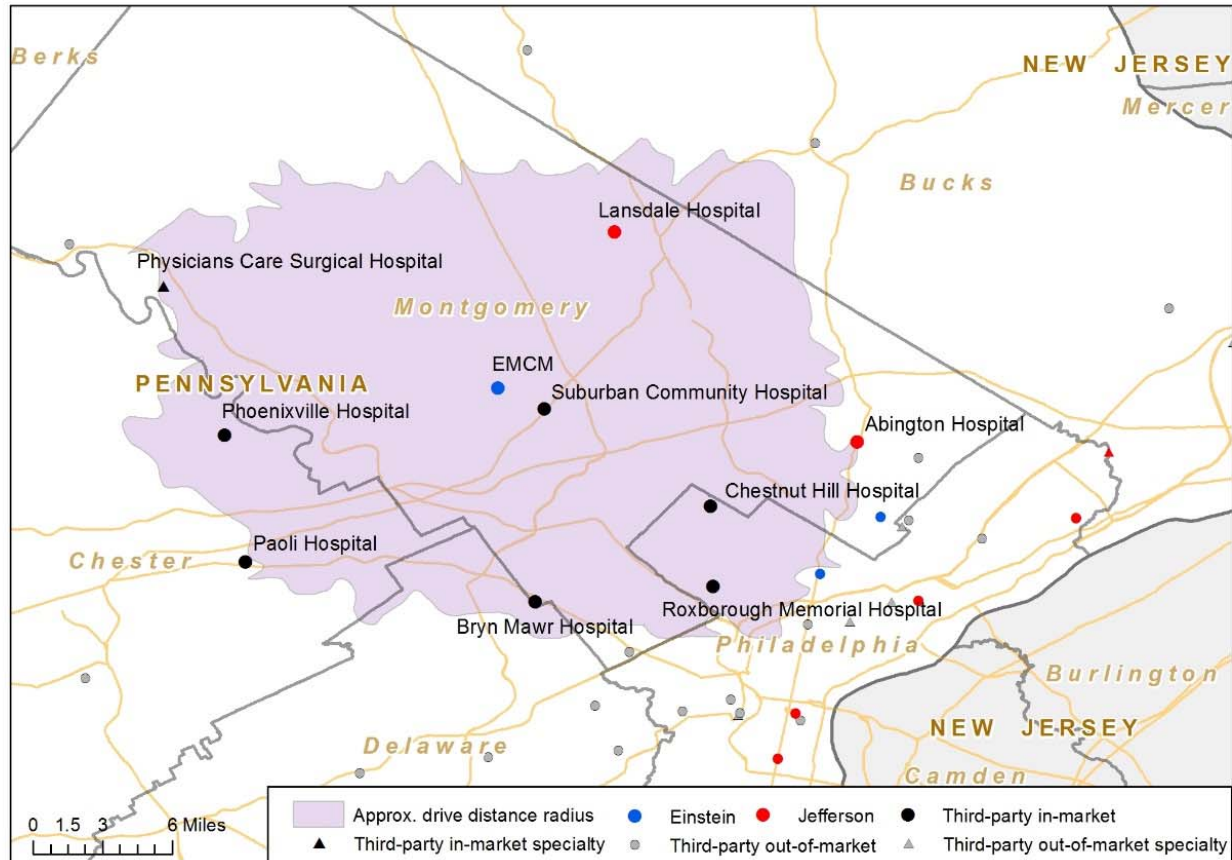 Berks
NEW JERSEY
Mercer
Bucks
Lansdale Hospital
Physicians Care Surgical Hospital
Montgomery
EMCM
PENNSYLVANIA
Suburban Community Hospital
Phoenixville Hospital
Abington Hospital
Chestnut Hill Hospital
Paoli Hospital
Chester
Roxborough Memorial Hospital
Bryn Mawr Hospital
Philadelphia
Burlington
NEW JERSEY
Delaware
Camden
0 1.5 3 6 Miles
Approx. drive distance radius
Einstein
Jefferson
Third-party in-market
Third-party in-market specialty
Third-party out-of-market
Third-party out-of-market specialty